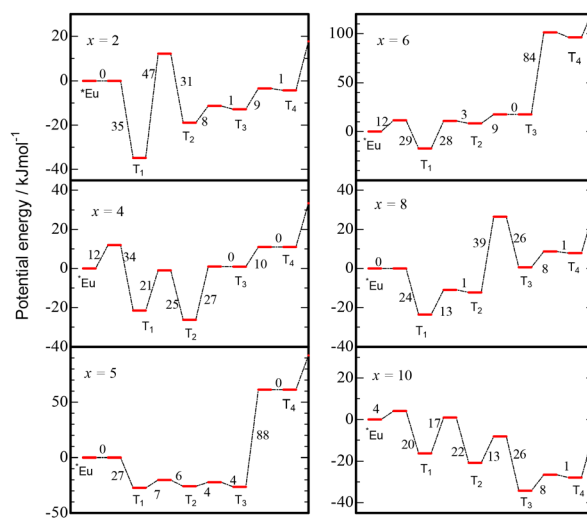 Potential energy / kJmol⁻¹
x = 2
20
0
-20
-40
*Eu
0
35
T₁
47
31
T₂
8
1
T₃
9
1
T₄
x = 4
40
20
0
-20
-40
*Eu
12
34
T₁
21
25
T₂
27
0
T₃
10
0
T₄
x = 5
50
0
-50
*Eu
0
27
T₁
7
6
T₂
4
4
T₃
88
0
T₄
x = 6
100
50
0
*Eu
12
29
T₁
28
3
T₂
9
0
T₃
84
T₄
x = 8
40
20
0
-20
-40
*Eu
0
24
T₁
13
1
T₂
39
26
T₃
8
1
T₄
x = 10
20
0
-20
-40
*Eu
4
20
T₁
17
22
T₂
13
26
T₃
8
1
T₄